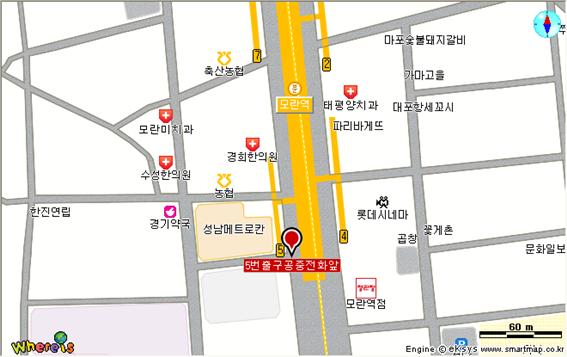 마포숯불돼지갈비
7
2
축산농협
가마고을
모란역
태평양치과
대포항세꼬시
파리바게뜨
모란미치과
경희한의원
수성한의원
농협
한진연립
경기약국
롯데시네마
꽃게촌
성남메트로칸
5
4
곱창
문화일보
5번출구공중전화앞
정관장
모란역점
60 m
Where is
Engine © eKsys www.smartmap.co.kr